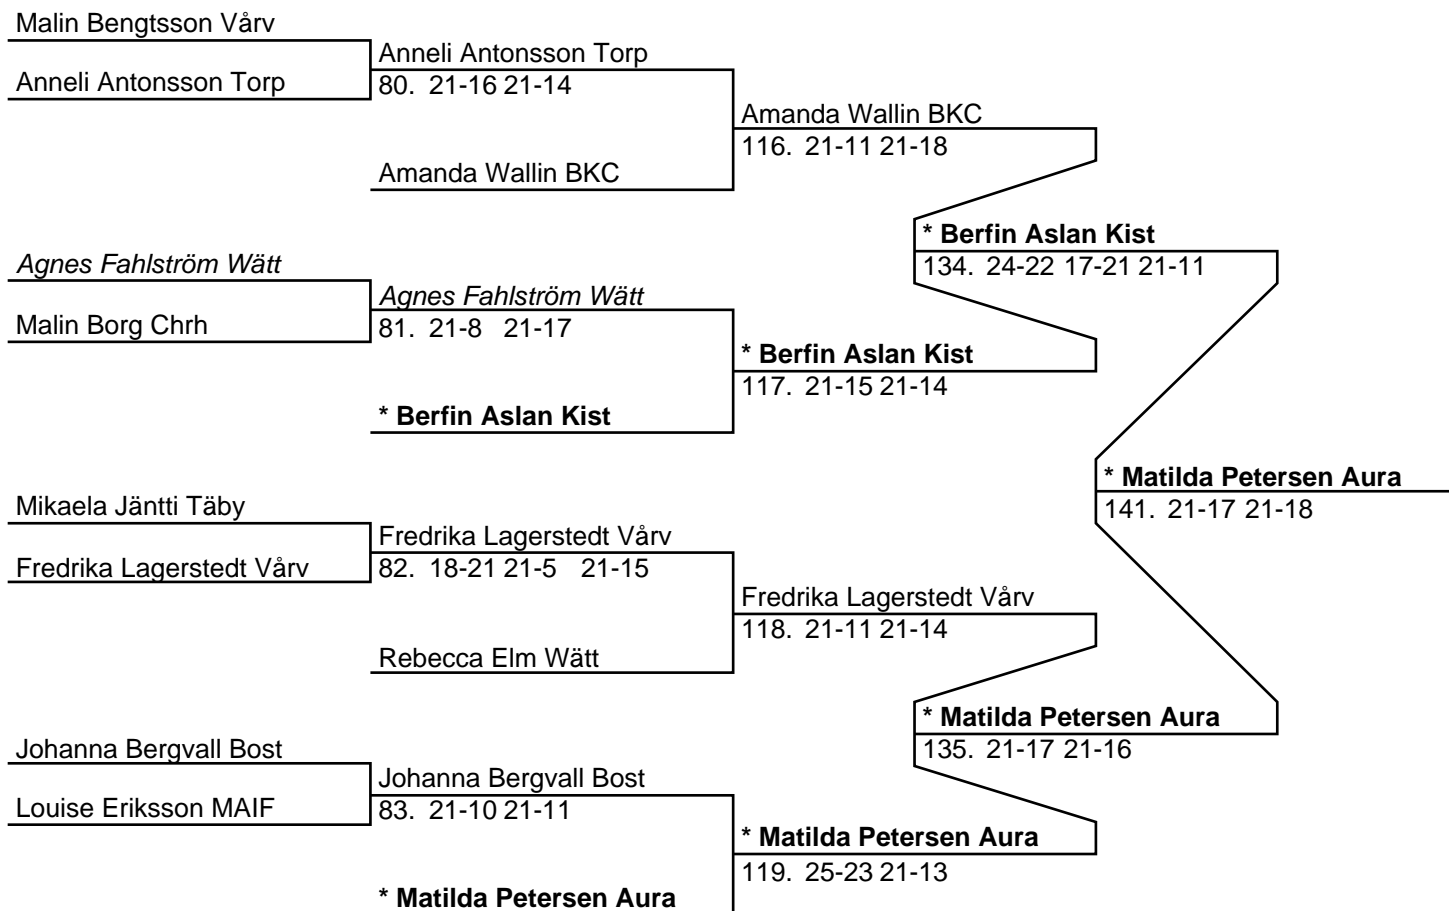 Malin Bengtsson Vårv
Anneli Antonsson Torp
Anneli Antonsson Torp
80. 21-16 21-14
Amanda Wallin BKC
116. 21-11 21-18
Amanda Wallin BKC
* Berfin Aslan Kist
134. 24-22 17-21 21-11
Agnes Fahlström Wätt
Agnes Fahlström Wätt
81. 21-8 21-17
Malin Borg Chrh
* Berfin Aslan Kist
117. 21-15 21-14
* Berfin Aslan Kist
* Matilda Petersen Aura
141. 21-17 21-18
Mikaela Jäntti Täby
Fredrika Lagerstedt Vårv
Fredrika Lagerstedt Vårv
82. 18-21 21-5 21-15
Fredrika Lagerstedt Vårv
118. 21-11 21-14
Rebecca Elm Wätt
* Matilda Petersen Aura
135. 21-17 21-16
Johanna Bergvall Bost
Johanna Bergvall Bost
83. 21-10 21-11
Louise Eriksson MAIF
* Matilda Petersen Aura
119. 25-23 21-13
* Matilda Petersen Aura